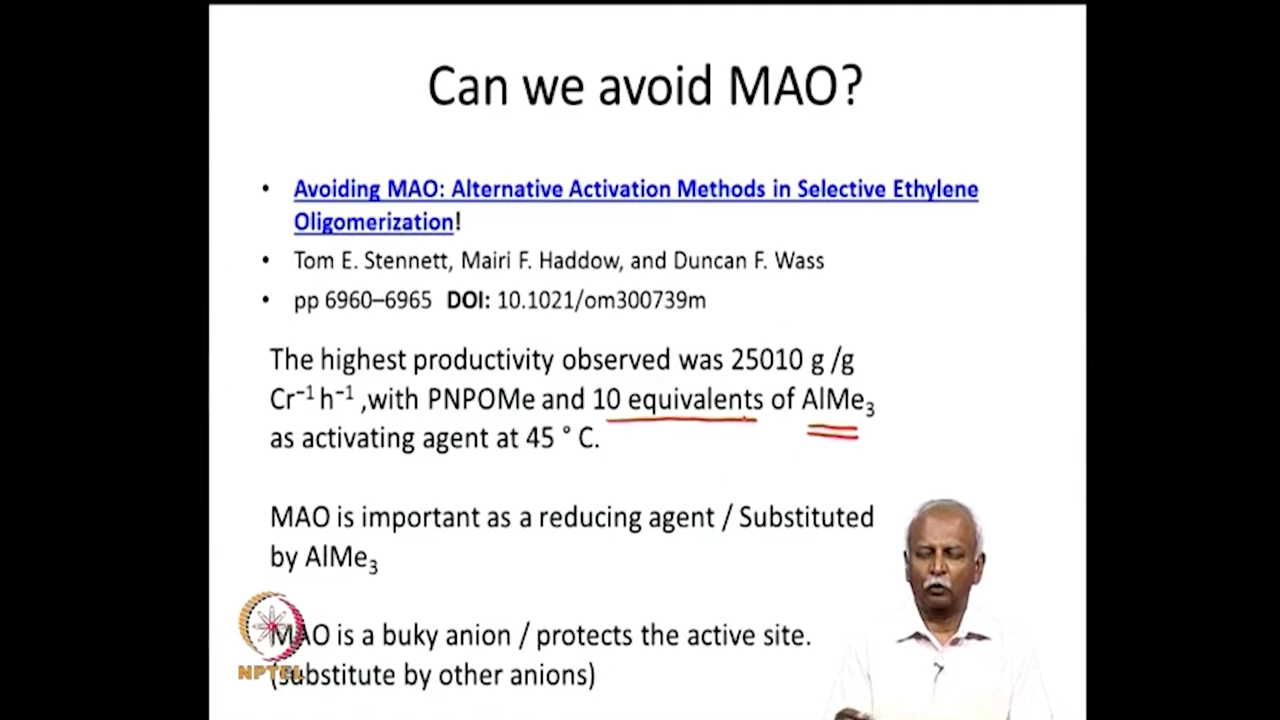 Can we avoid MAO?
• Avoiding MAO: Alternative Activation Methods in Selective Ethylene
Oligomerization!
• Tom E. Stennett, Mairi F. Haddow, and Duncan F. Wass
• pp 6960–6965 DOI: 10.1021/om300739m
The highest productivity observed was 25010 g /g
Cr⁻¹ h⁻¹ ,with PNPOMe and 10 equivalents of AlMe₃
as activating agent at 45 ° C.
MAO is important as a reducing agent / Substituted
by AlMe₃
MAO is a buky anion / protects the active site.
(substitute by other anions)
NPTEL